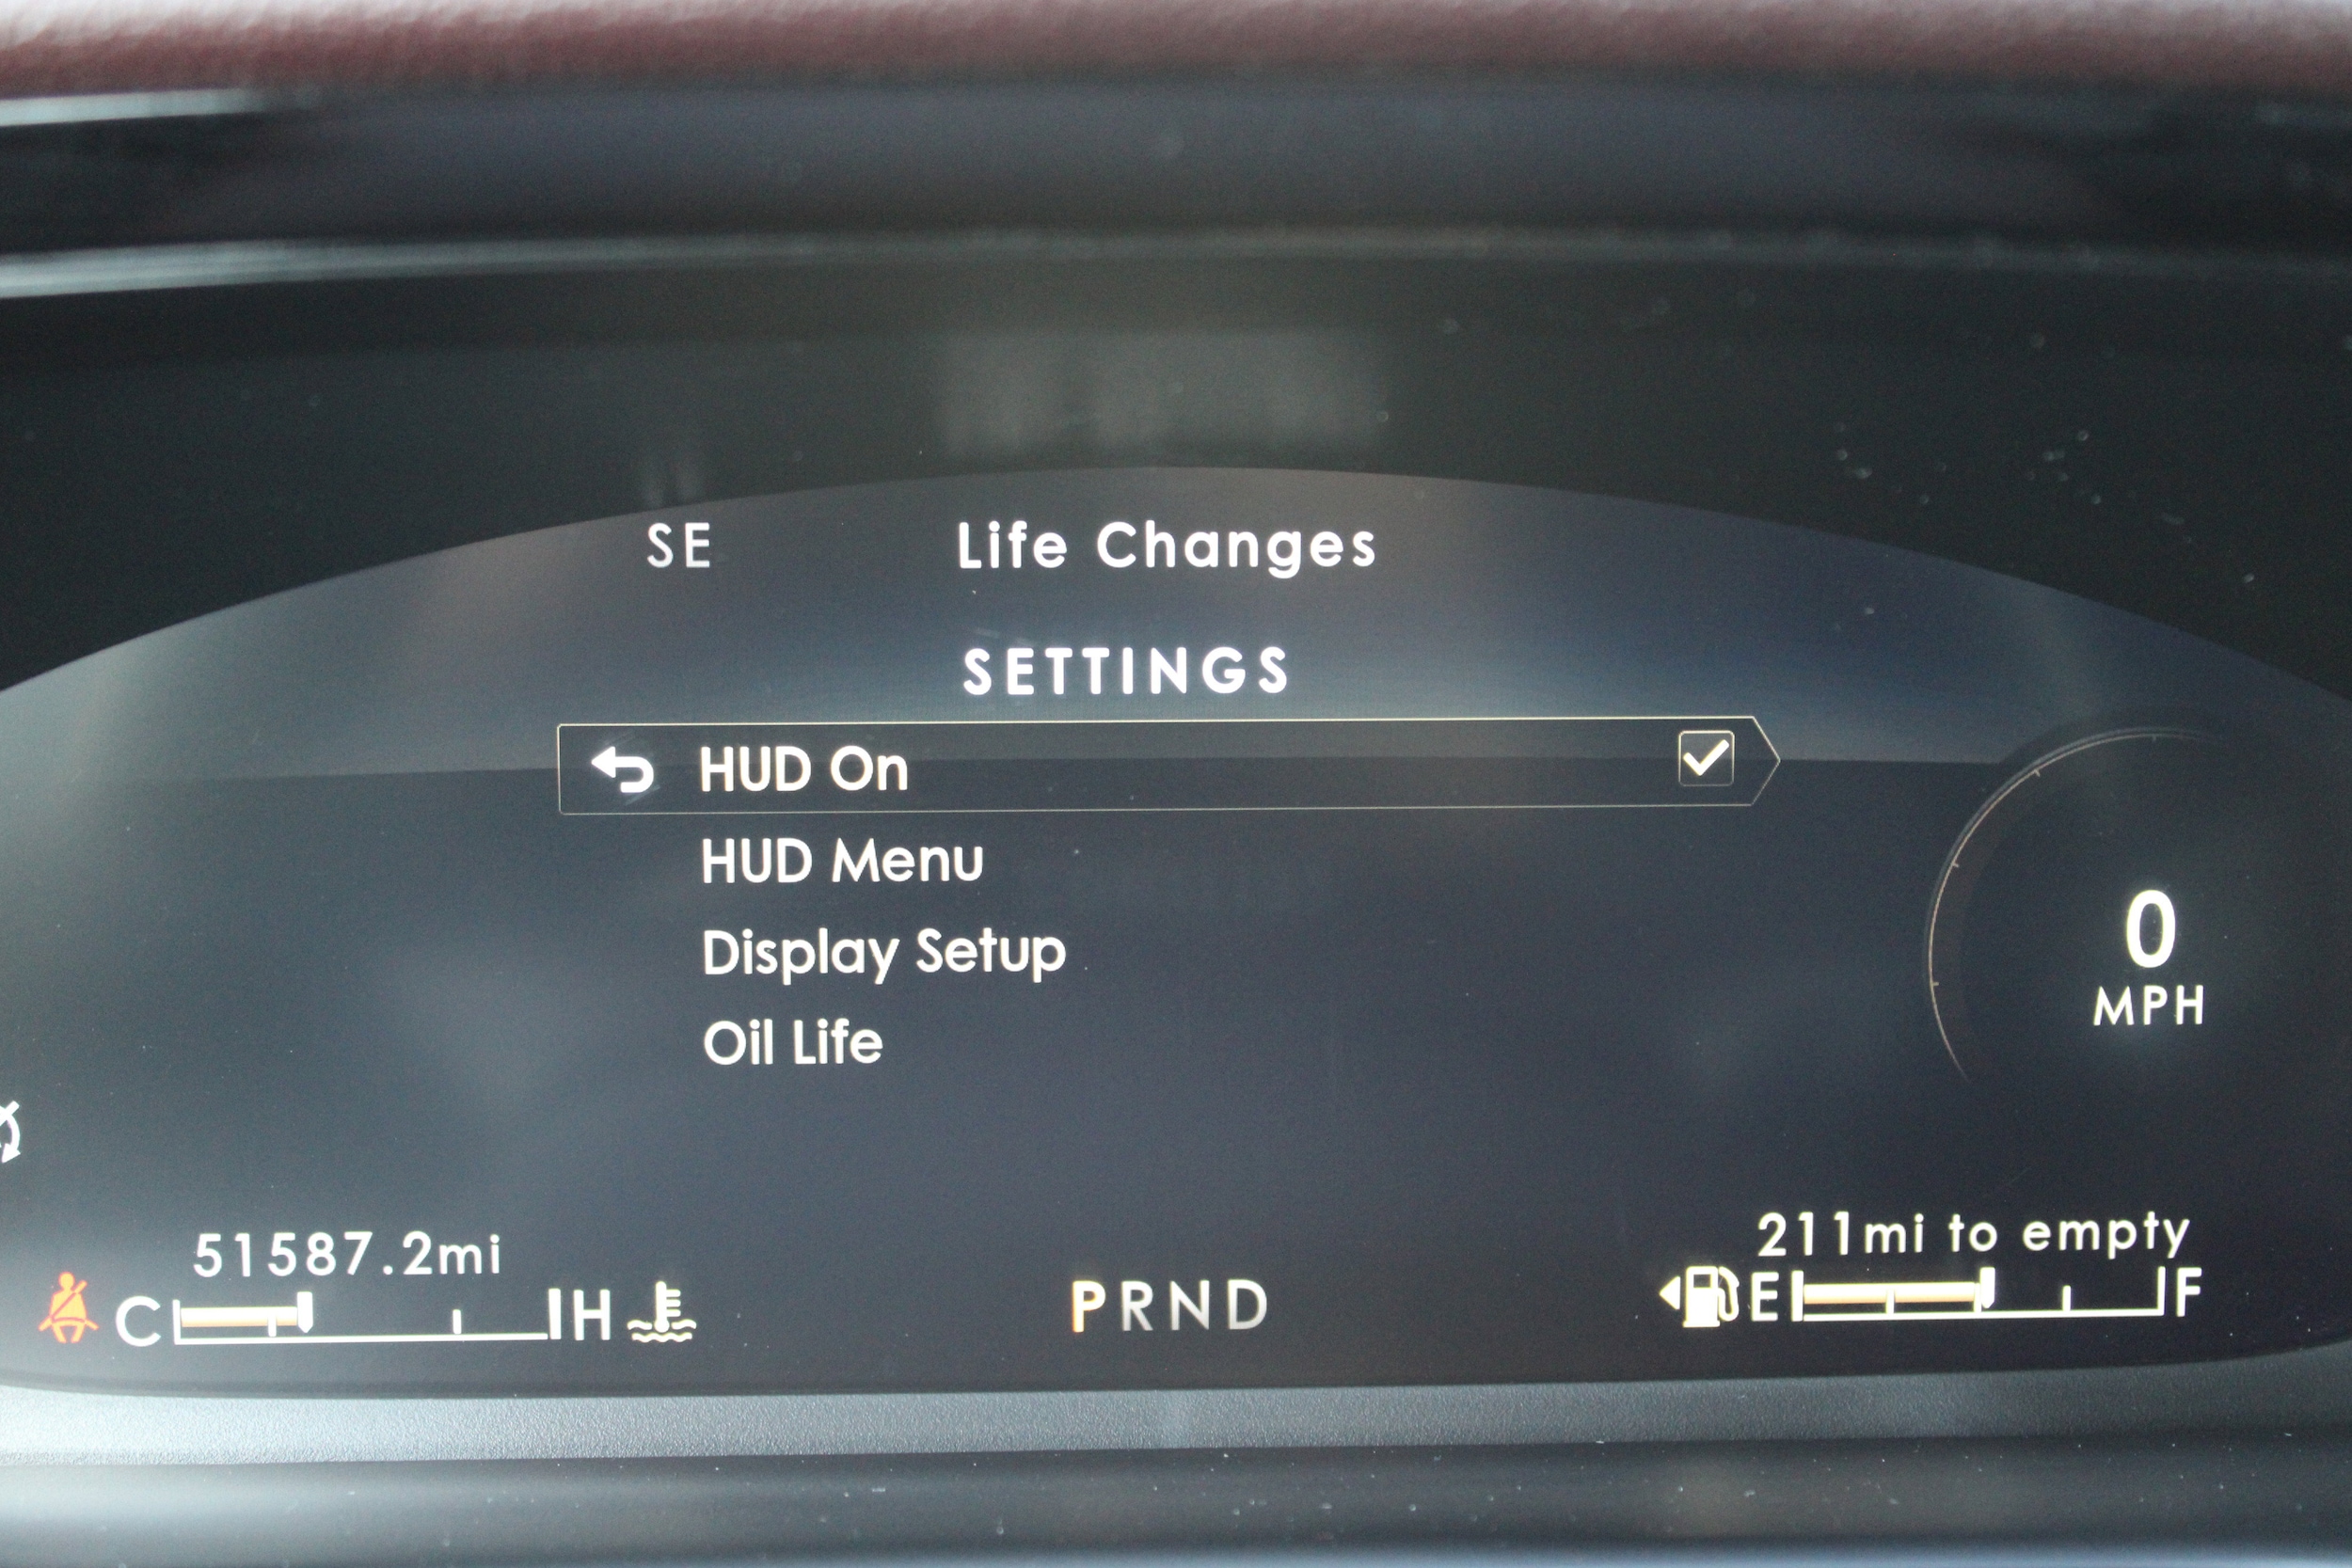 SE Life Changes
SETTINGS
HUD On
HUD Menu
Display Setup
Oil Life
0
MPH
51587.2mi
211mi to empty
C H
PRND
E F